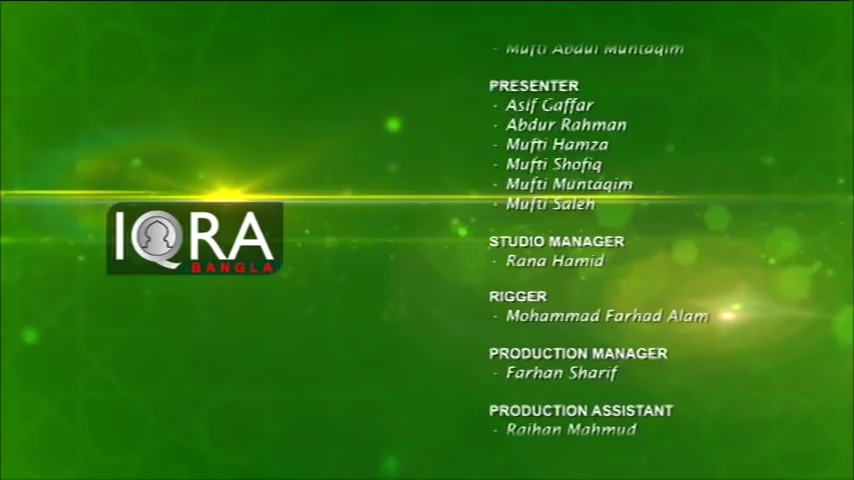 - Mufti Abdul Muntaqim
PRESENTER
- Asif Gaffar
- Abdur Rahman
- Mufti Hamza
- Mufti Shofiq
- Mufti Muntaqim
- Mufti Saleh
IQRA
BANGLA
STUDIO MANAGER
- Rana Hamid
RIGGER
- Mohammad Farhad Alam
PRODUCTION MANAGER
- Farhan Sharif
PRODUCTION ASSISTANT
- Raihan Mahmud